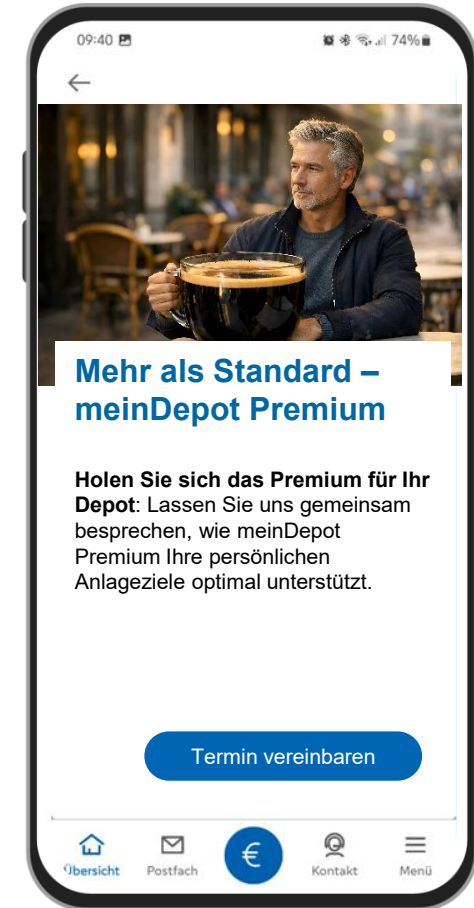 09:40 74%
Mehr als Standard –
meinDepot Premium
Holen Sie sich das Premium für Ihr
Depot: Lassen Sie uns gemeinsam
besprechen, wie meinDepot
Premium Ihre persönlichen
Anlageziele optimal unterstützt.
Termin vereinbaren
€
Übersicht Postfach Kontakt Menü